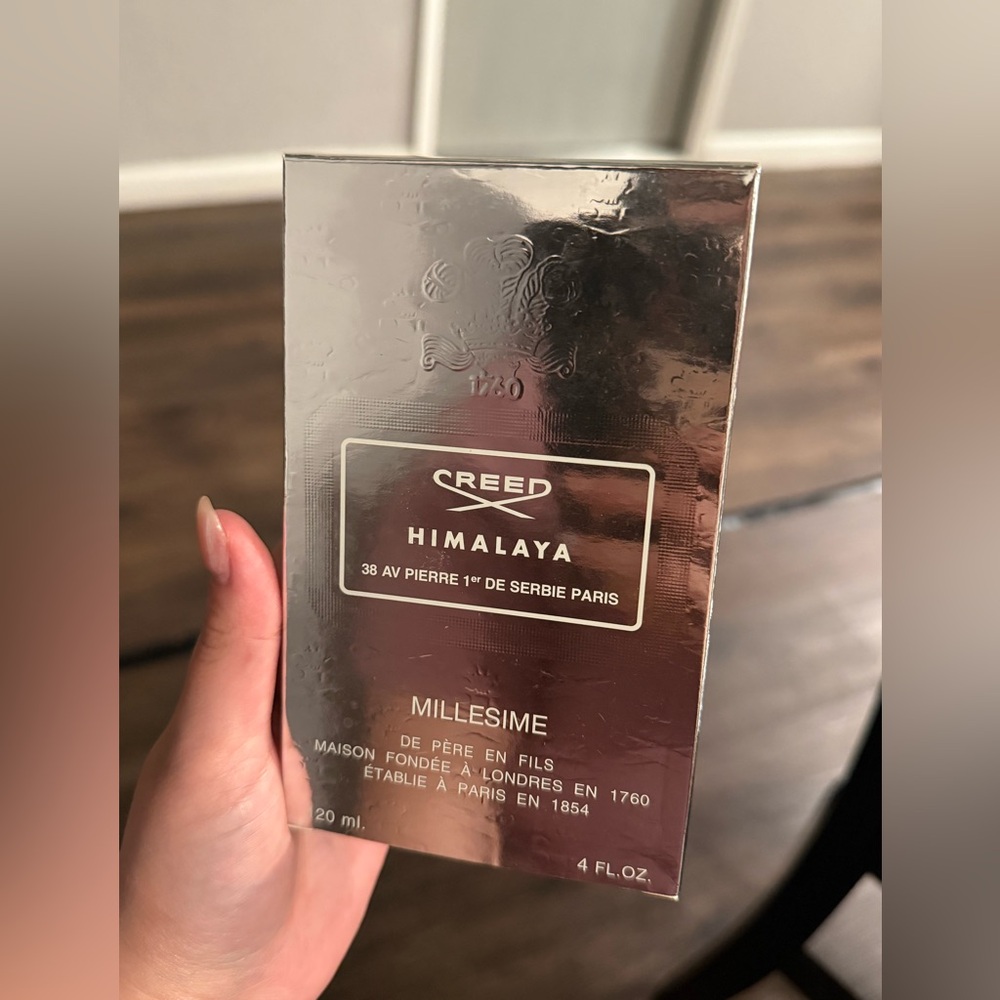 1760
CREED
HIMALAYA
38 AV PIERRE 1er DE SERBIE PARIS
MILLESIME
DE PÈRE EN FILS
MAISON FONDÉE À LONDRES EN 1760
ÉTABLIE À PARIS EN 1854
20 ml.
4 FL.OZ.